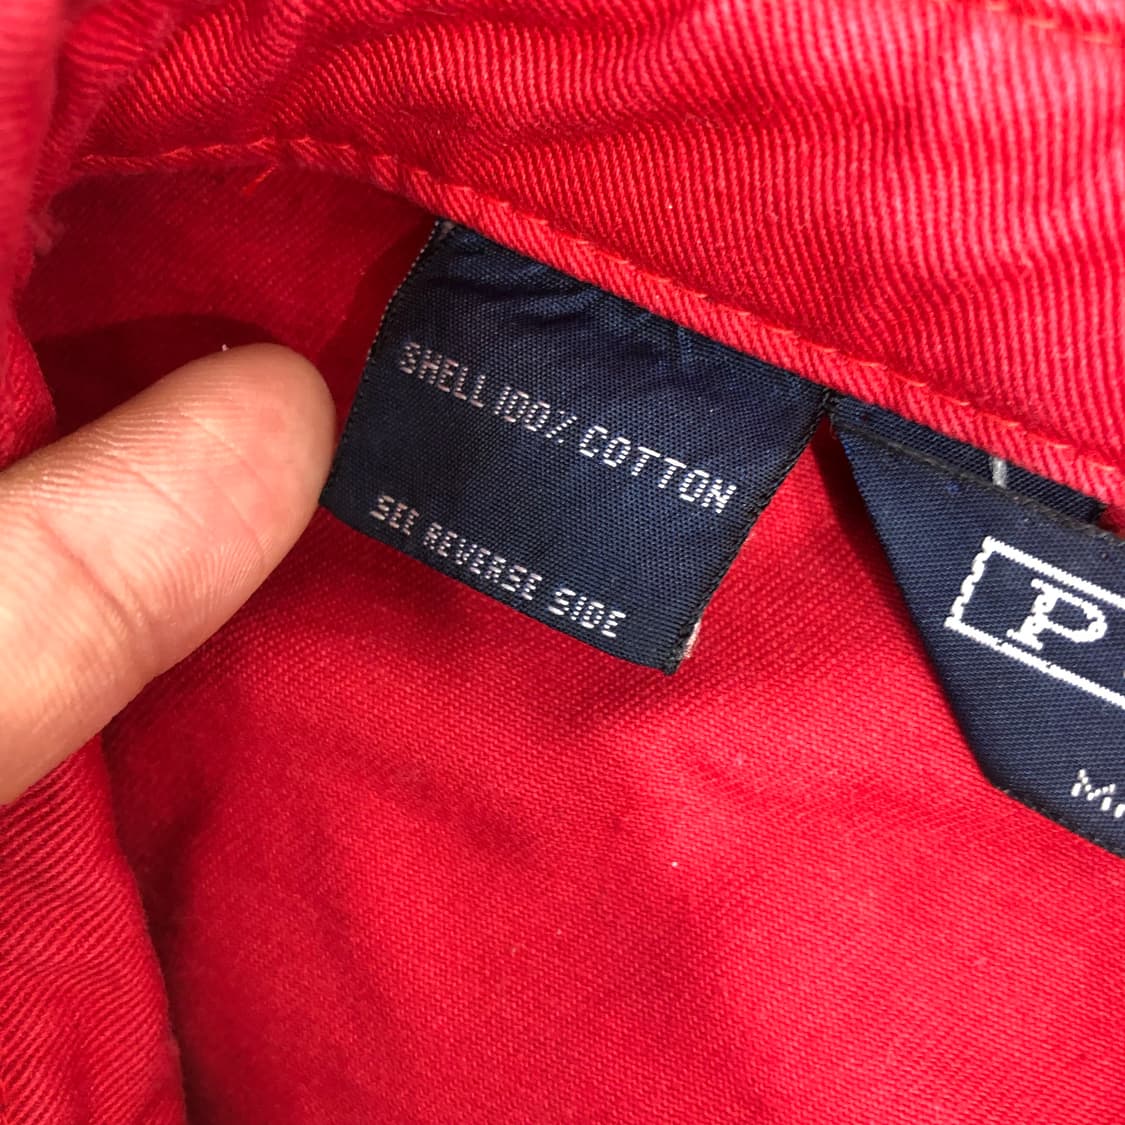 SHELL 100% COTTON
SEE REVERSE SIDE
P